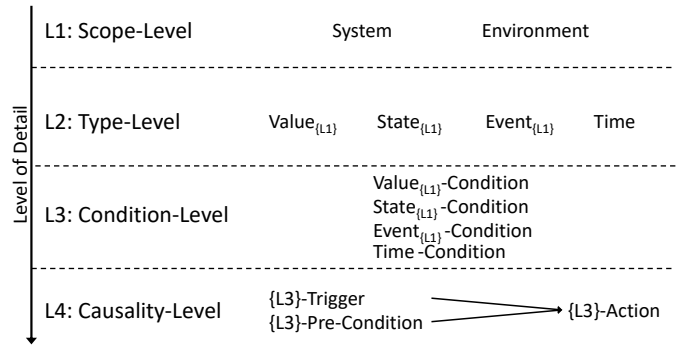 L1: Scope-Level System Environment
Level of Detail
L2: Type-Level Value{L1} State{L1} Event{L1} Time
L3: Condition-Level
Value{L1}-Condition
State{L1}-Condition
Event{L1}-Condition
Time-Condition
L4: Causality-Level
{L3}-Trigger
{L3}-Pre-Condition
{L3}-Action